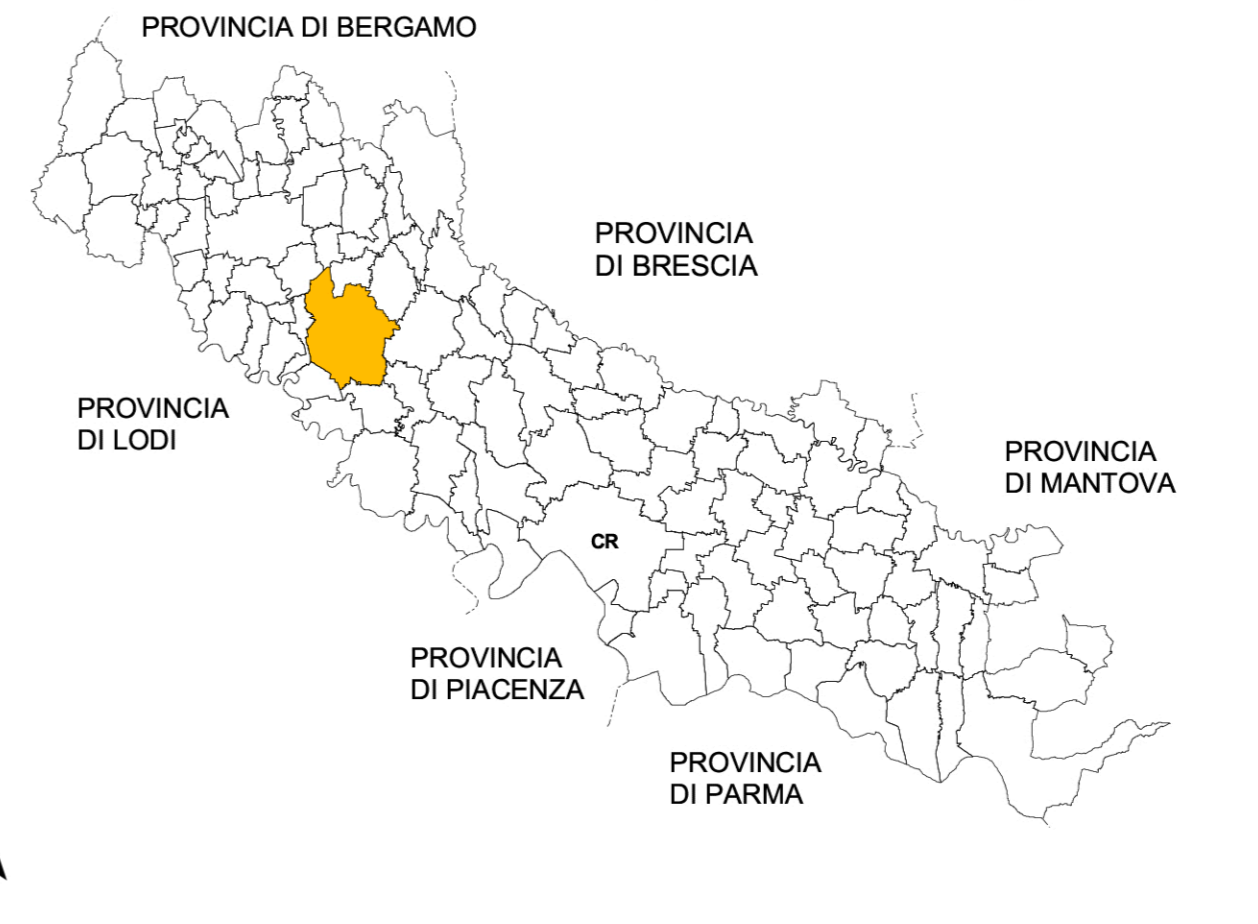 PROVINCIA DI BERGAMO
PROVINCIA
DI BRESCIA
PROVINCIA
DI LODI
PROVINCIA
DI MANTOVA
CR
PROVINCIA
DI PIACENZA
PROVINCIA
DI PARMA